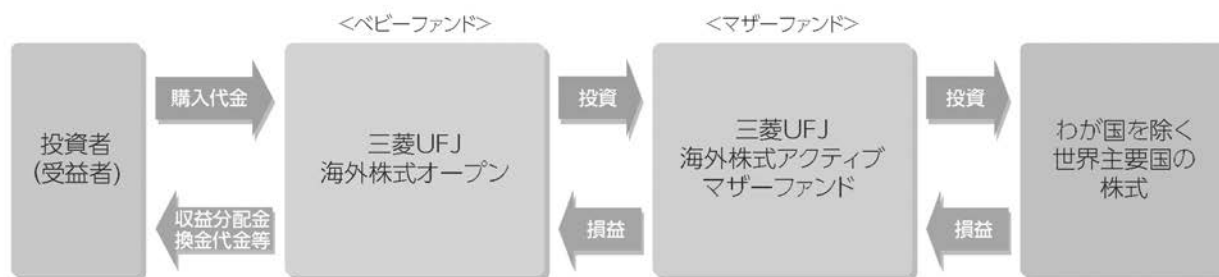 <ベビーファンド>
<マザーファンド>
投資者
(受益者)
購入代金
収益分配金
換金代金等
三菱UFJ
海外株式オープン
投資
損益
三菱UFJ
海外株式アクティブ
マザーファンド
投資
損益
わが国を除く
世界主要国の
株式